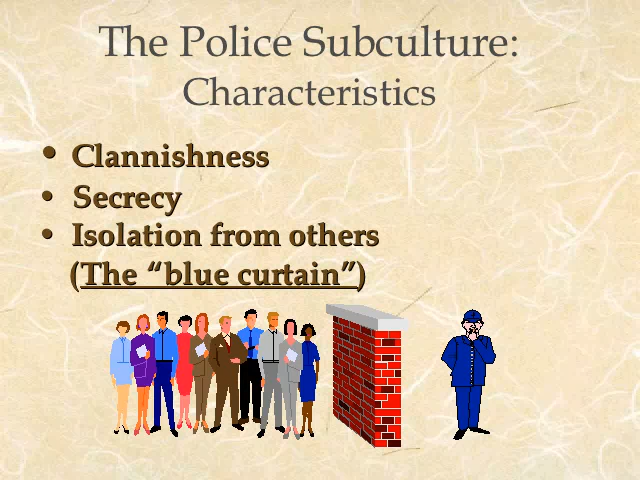 The Police Subculture:
Characteristics
• Clannishness
• Secrecy
• Isolation from others
(The “blue curtain”)